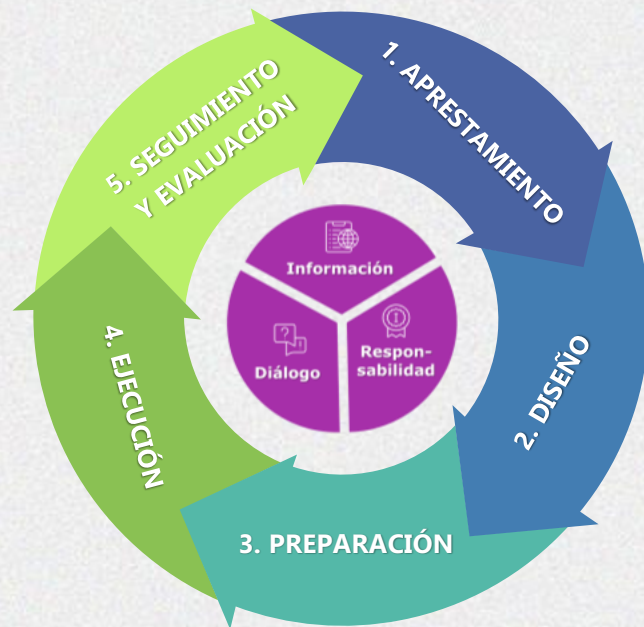 1. APRESTAMIENTO
2. DISEÑO
3. PREPARACIÓN
4. EJECUCIÓN
5. SEGUIMIENTO
Y EVALUACIÓN
Información
Diálogo
Respon-
sabilidad